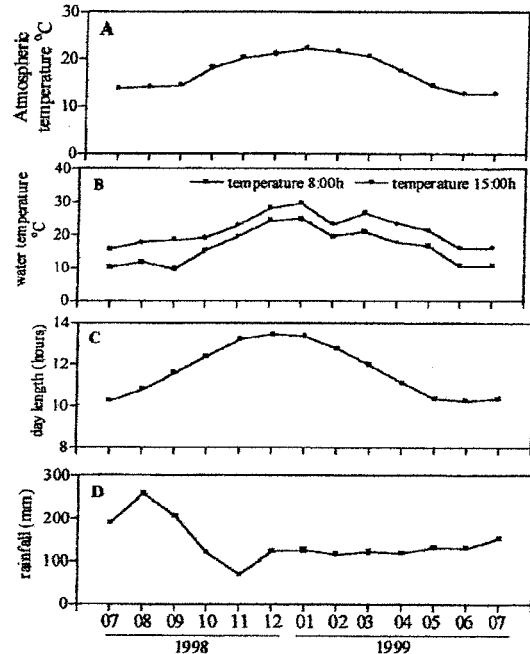 A
Atmospheric
temperature °C
30
20
10
0
B
temperature 8:00h
temperature 15:00h
water temperature
°C
40
30
20
10
0
C
day length (hours)
14
12
10
8
D
rainfall (mm)
300
200
100
0
07 08 09 10 11 12 01 02 03 04 05 06 07
1998 1999